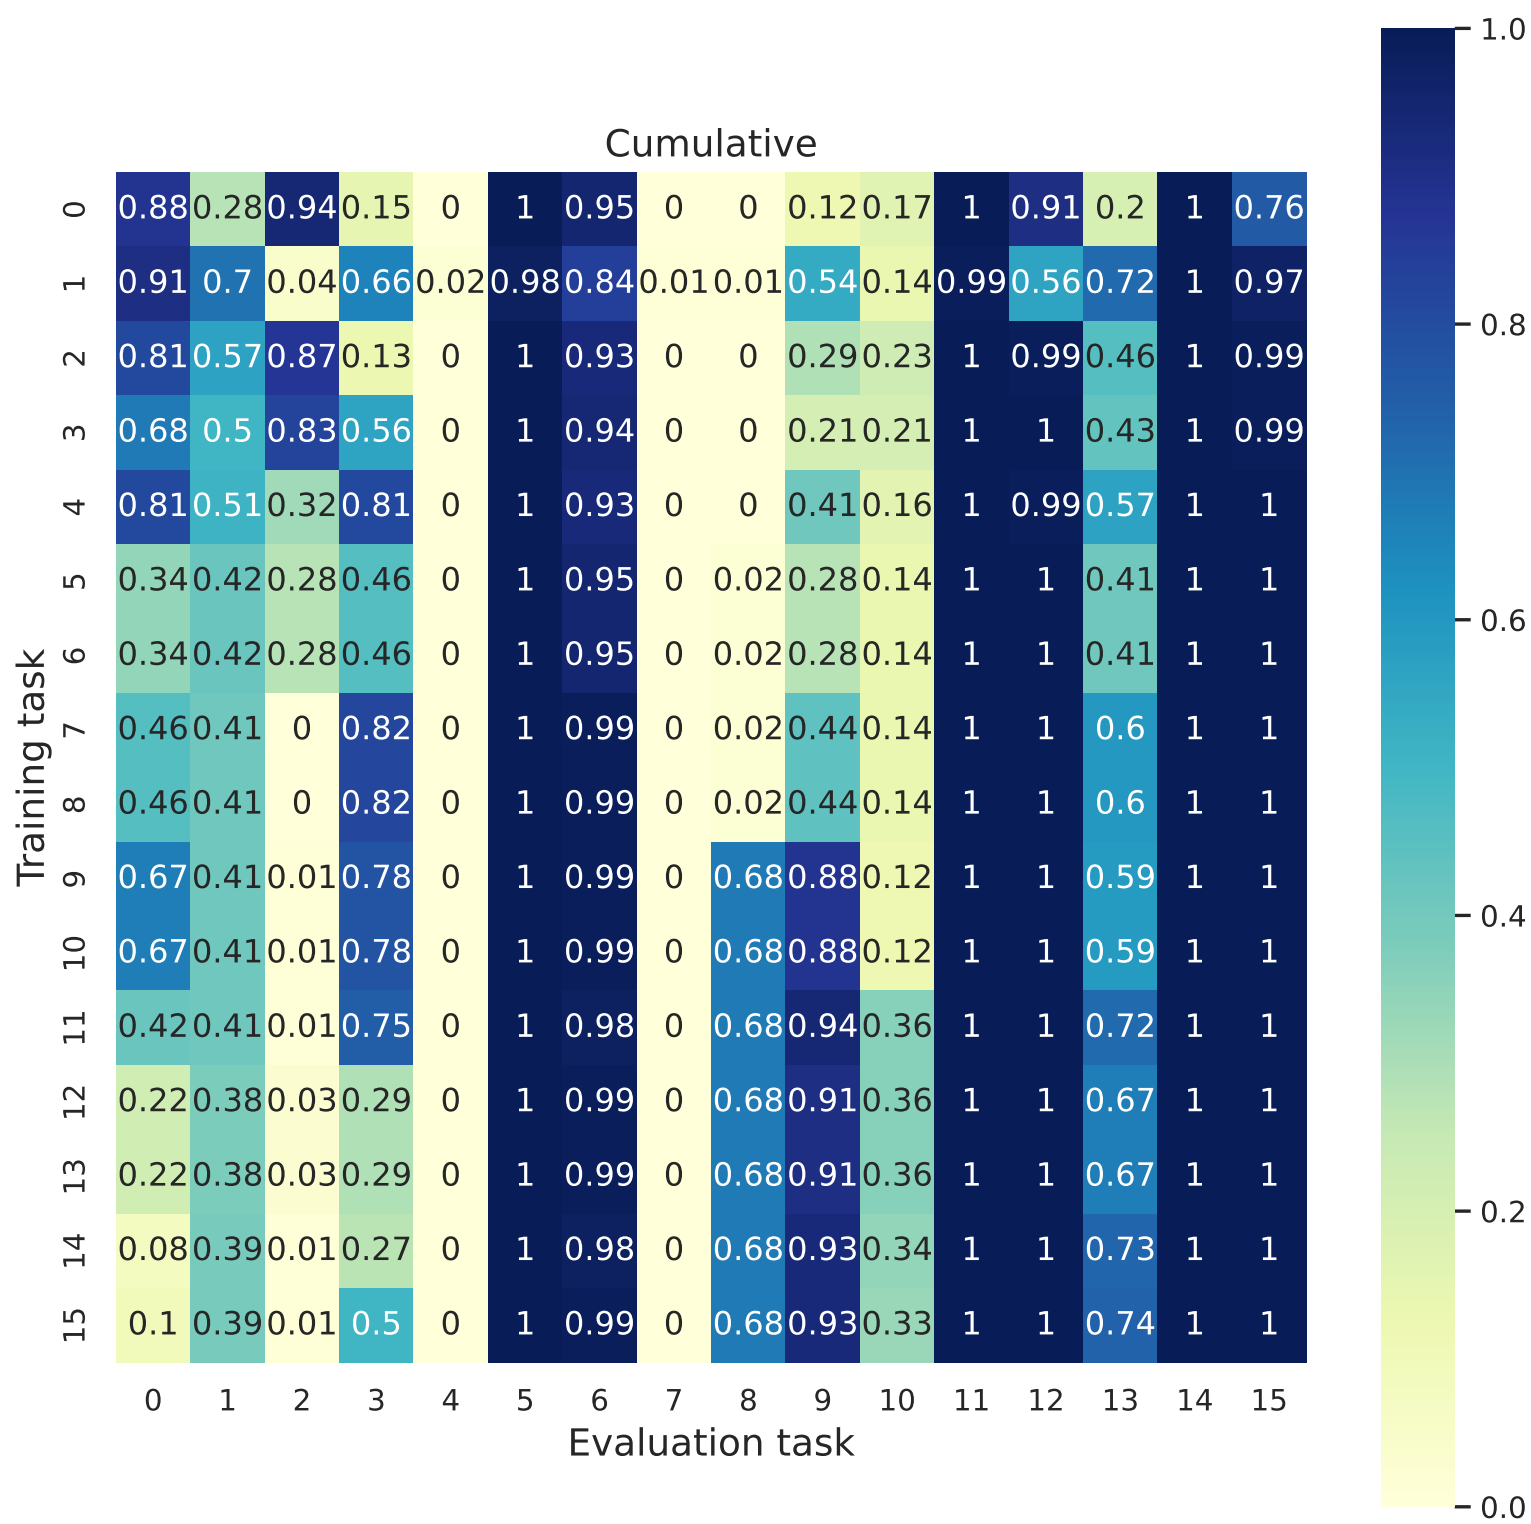 Cumulative
0 0.88 0.28 0.94 0.15 0 1 0.95 0 0 0.12 0.17 1 0.91 0.2 1 0.76
1 0.91 0.7 0.04 0.66 0.02 0.98 0.84 0.01 0.01 0.54 0.14 0.99 0.56 0.72 1 0.97
2 0.81 0.57 0.87 0.13 0 1 0.93 0 0 0.29 0.23 1 0.99 0.46 1 0.99
3 0.68 0.5 0.83 0.56 0 1 0.94 0 0 0.21 0.21 1 1 0.43 1 0.99
4 0.81 0.51 0.32 0.81 0 1 0.93 0 0 0.41 0.16 1 0.99 0.57 1 1
5 0.34 0.42 0.28 0.46 0 1 0.95 0 0.02 0.28 0.14 1 1 0.41 1 1
6 0.34 0.42 0.28 0.46 0 1 0.95 0 0.02 0.28 0.14 1 1 0.41 1 1
7 0.46 0.41 0 0.82 0 1 0.99 0 0.02 0.44 0.14 1 1 0.6 1 1
8 0.46 0.41 0 0.82 0 1 0.99 0 0.02 0.44 0.14 1 1 0.6 1 1
9 0.67 0.41 0.01 0.78 0 1 0.99 0 0.68 0.88 0.12 1 1 0.59 1 1
10 0.67 0.41 0.01 0.78 0 1 0.99 0 0.68 0.88 0.12 1 1 0.59 1 1
11 0.42 0.41 0.01 0.75 0 1 0.98 0 0.68 0.94 0.36 1 1 0.72 1 1
12 0.22 0.38 0.03 0.29 0 1 0.99 0 0.68 0.91 0.36 1 1 0.67 1 1
13 0.22 0.38 0.03 0.29 0 1 0.99 0 0.68 0.91 0.36 1 1 0.67 1 1
14 0.08 0.39 0.01 0.27 0 1 0.98 0 0.68 0.93 0.34 1 1 0.73 1 1
15 0.1 0.39 0.01 0.5 0 1 0.99 0 0.68 0.93 0.33 1 1 0.74 1 1
0 1 2 3 4 5 6 7 8 9 10 11 12 13 14 15
Evaluation task
Training task
1.0
0.8
0.6
0.4
0.2
0.0